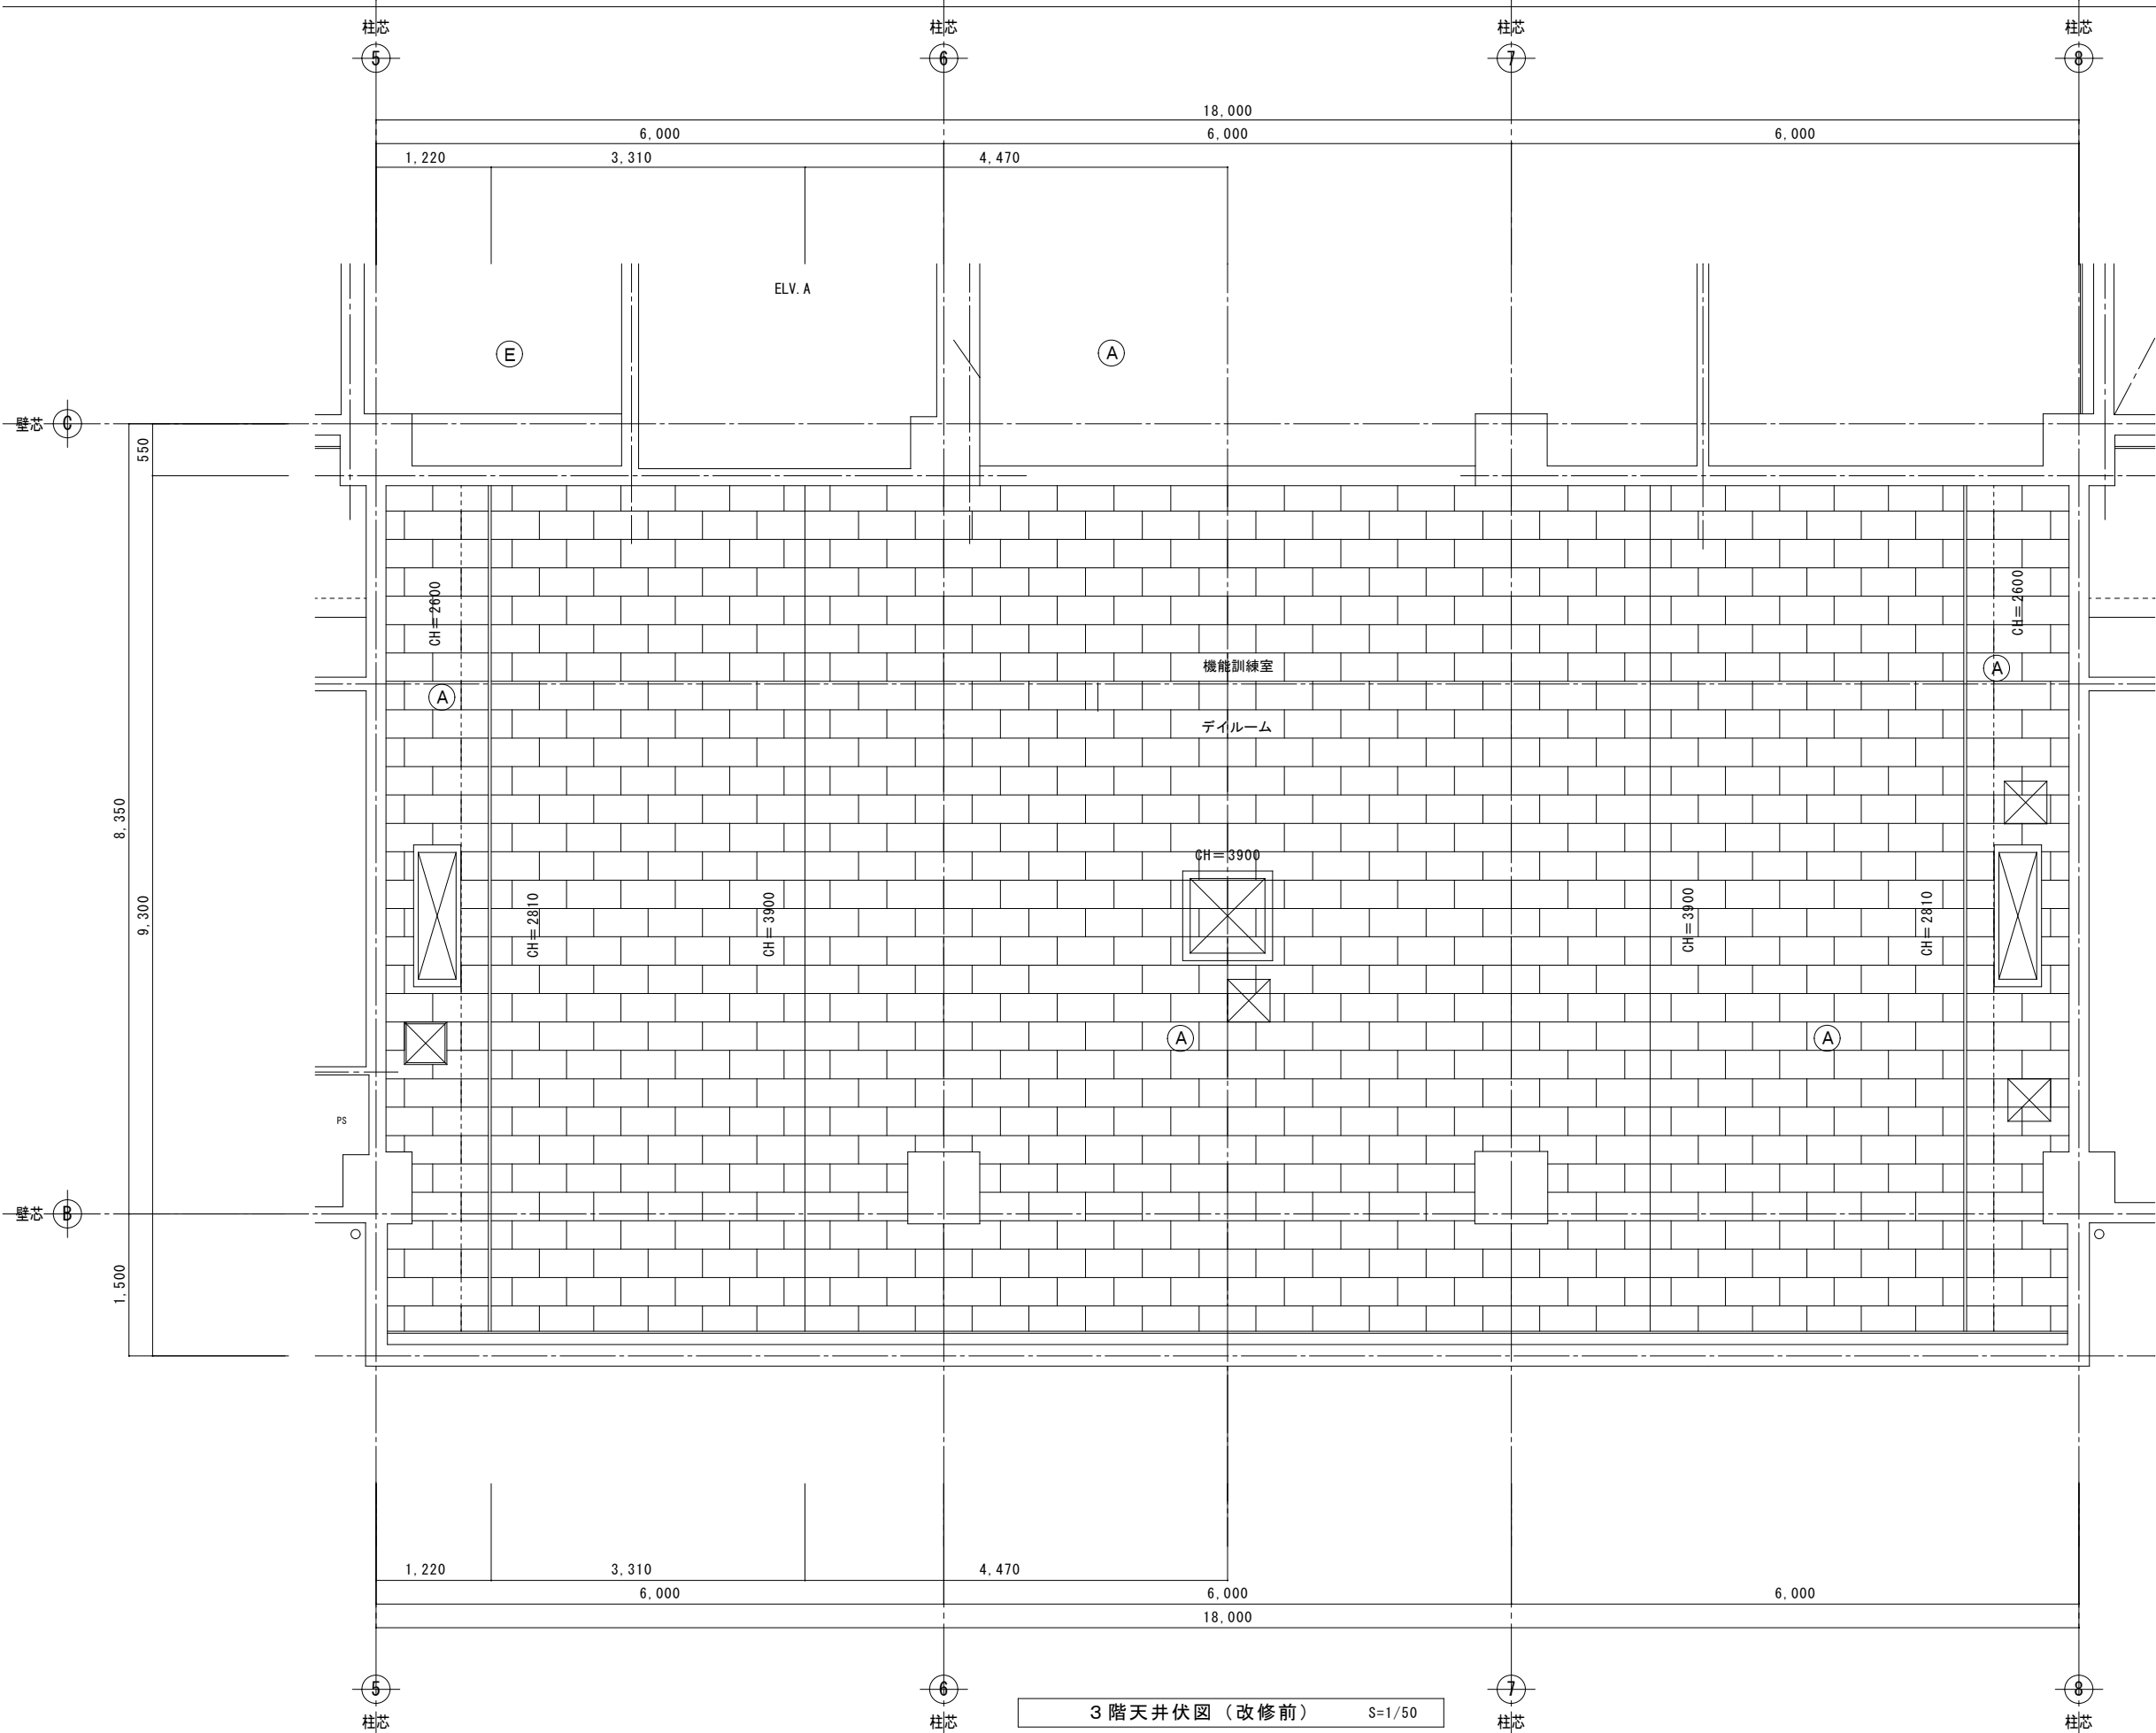 柱芯 柱芯 柱芯 柱芯
5 6 7 8
18,000
6,000 6,000 6,000
1,220 3,310 4,470
ELV.A
E A
壁芯 C
550
CH=2600 CH=2600
機能訓練室
A A
デイルーム
8,350
CH=3900
9,300
CH=2810 CH=3900 CH=3900 CH=2810
A A
PS
壁芯 B
1,500
1,220 3,310 4,470
6,000 6,000 6,000
18,000
5 6 7 8
3階天井伏図（改修前） S=1/50
柱芯 柱芯 柱芯 柱芯